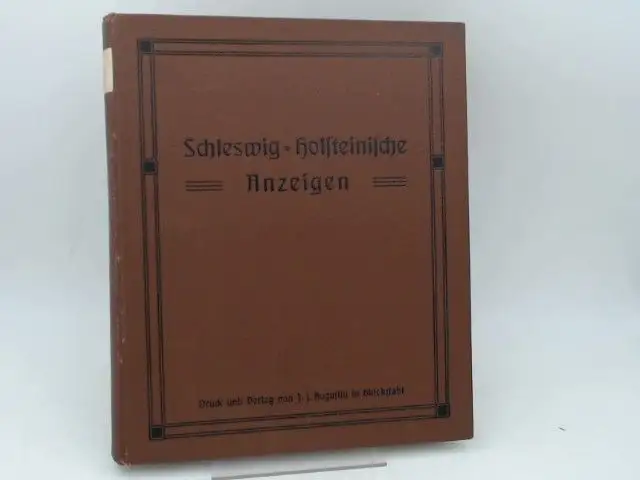 Schleswig-Holsteinische
Anzeigen
Druck und Verlag von J. J. Augustin in Glückstadt